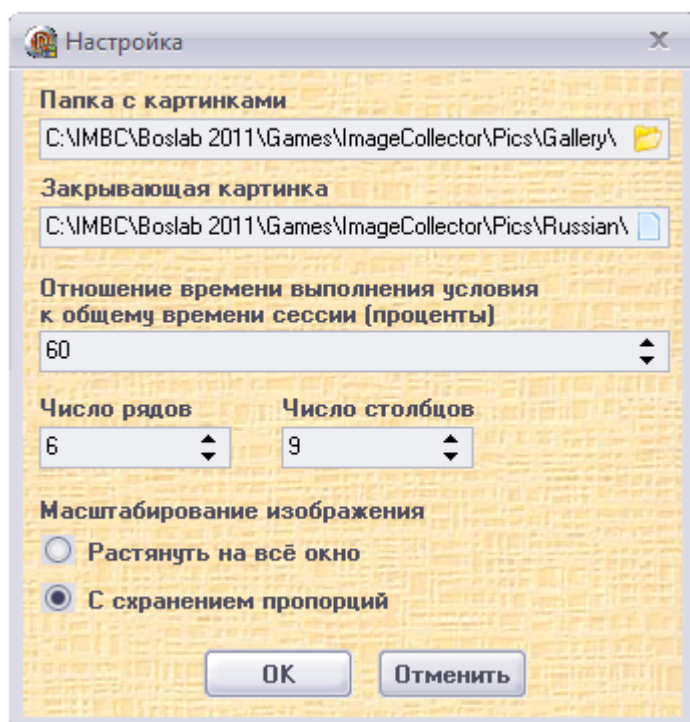 Настройка
Папка с картинками
C:\IMBC\Boslab 2011\Games\ImageCollector\Pics\Gallery\
Закрывающая картинка
C:\IMBC\Boslab 2011\Games\ImageCollector\Pics\Russian\
Отношение времени выполнения условия
к общему времени сессии (проценты)
60
Число рядов Число столбцов
6 9
Масштабирование изображения
Растянуть на всё окно
С схранением пропорций
OK Отменить